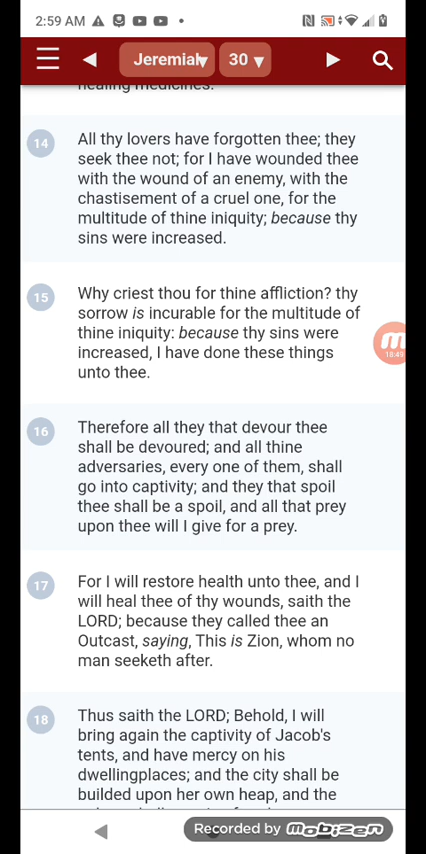 2:59 AM
Jeremiah
30
healing medicines.
14
All thy lovers have forgotten thee; they
seek thee not; for I have wounded thee
with the wound of an enemy, with the
chastisement of a cruel one, for the
multitude of thine iniquity; because thy
sins were increased.
15
Why criest thou for thine affliction? thy
sorrow is incurable for the multitude of
thine iniquity: because thy sins were
increased, I have done these things
unto thee.
18:49
16
Therefore all they that devour thee
shall be devoured; and all thine
adversaries, every one of them, shall
go into captivity; and they that spoil
thee shall be a spoil, and all that prey
upon thee will I give for a prey.
17
For I will restore health unto thee, and I
will heal thee of thy wounds, saith the
LORD; because they called thee an
Outcast, saying, This is Zion, whom no
man seeketh after.
18
Thus saith the LORD; Behold, I will
bring again the captivity of Jacob's
tents, and have mercy on his
dwellingplaces; and the city shall be
builded upon her own heap, and the
Recorded by Mobizen